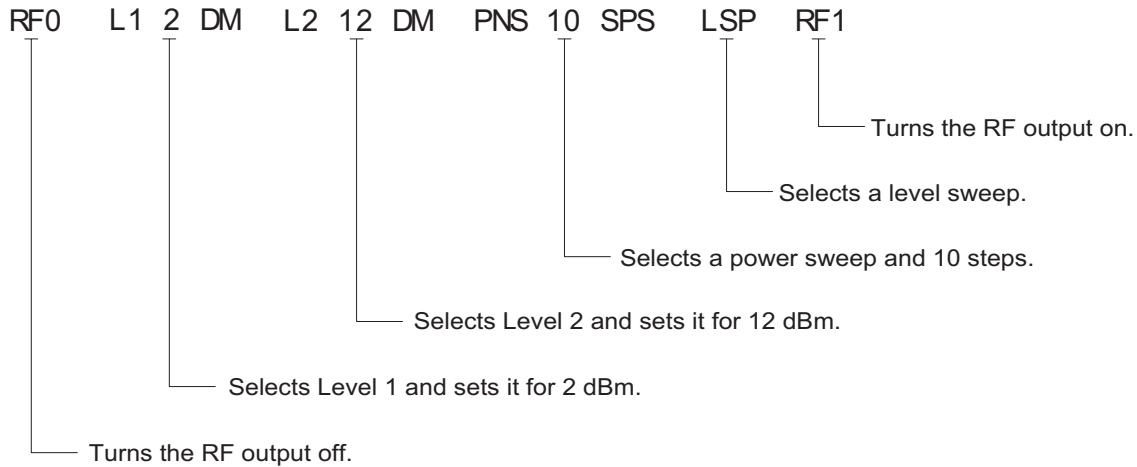 RF0 L1 2 DM L2 12 DM PNS 10 SPS LSP RF1
Turns the RF output on.
Selects a level sweep.
Selects a power sweep and 10 steps.
Selects Level 2 and sets it for 12 dBm.
Selects Level 1 and sets it for 2 dBm.
Turns the RF output off.